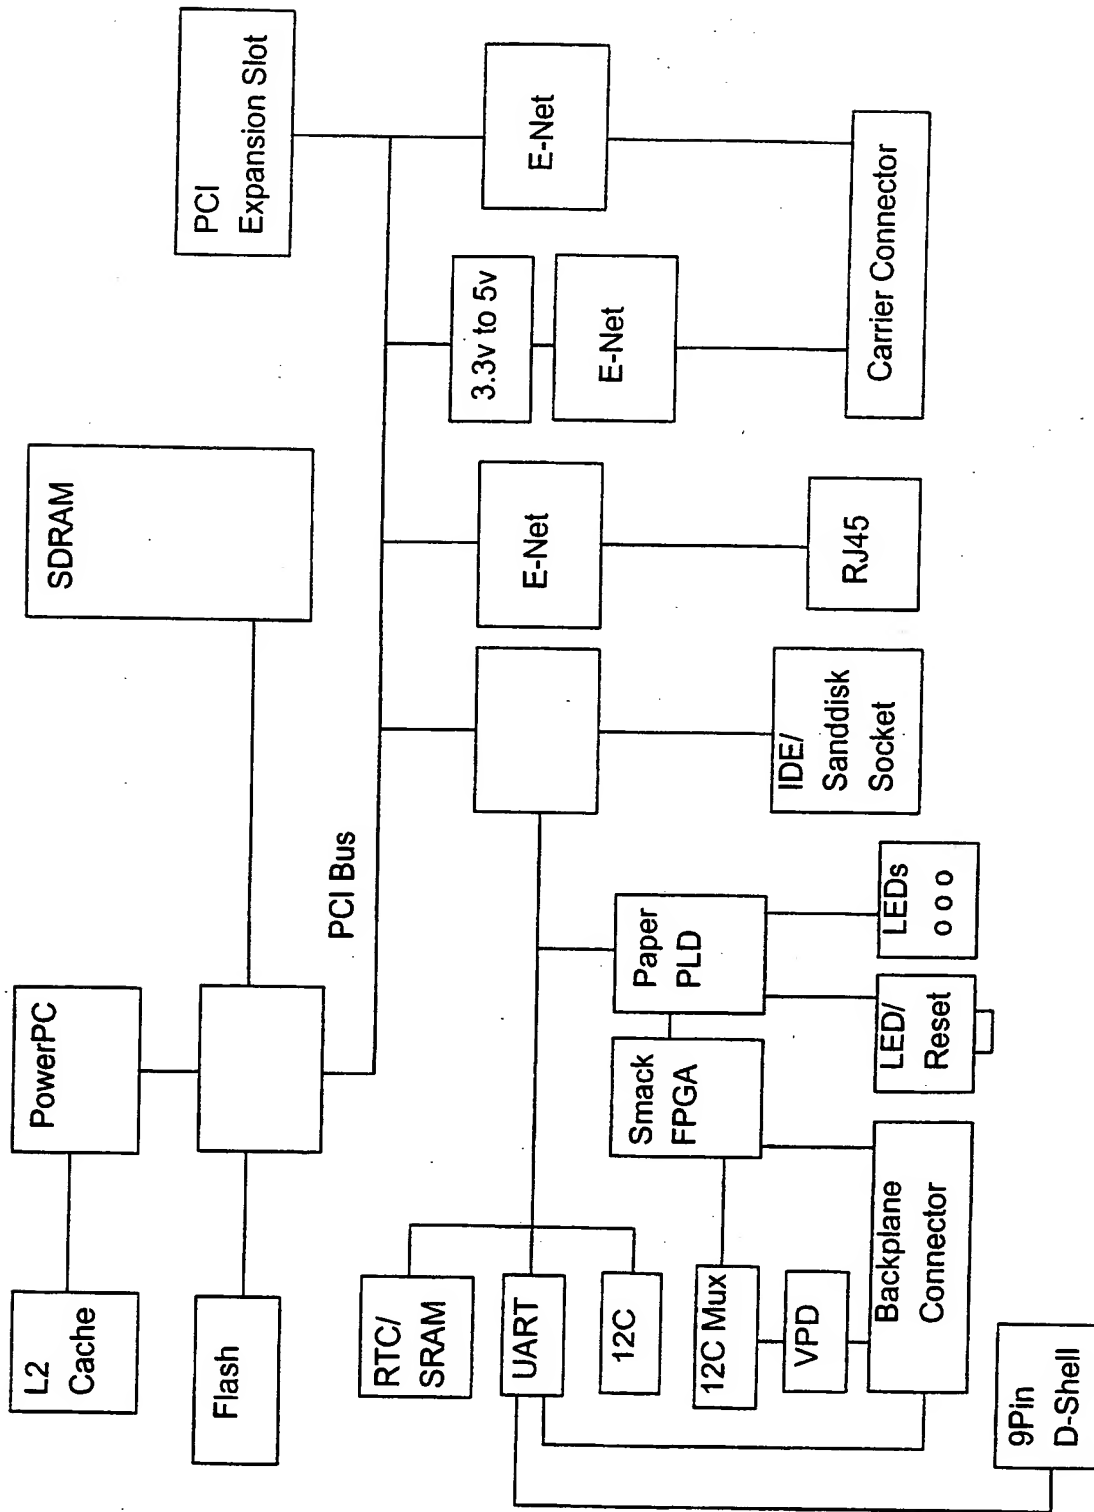 L2
Cache
PowerPC
SDRAM
PCI
Expansion Slot
Flash
PCI Bus
RTC/
SRAM
UART
12C
12C Mux
VPD
Smack
FPGA
Paper
PLD
E-Net
3.3v to 5v
E-Net
E-Net
Backplane
Connector
LED/
Reset
LEDs
o o o
IDE/
Sanddisk
Socket
RJ45
Carrier Connector
9Pin
D-Shell